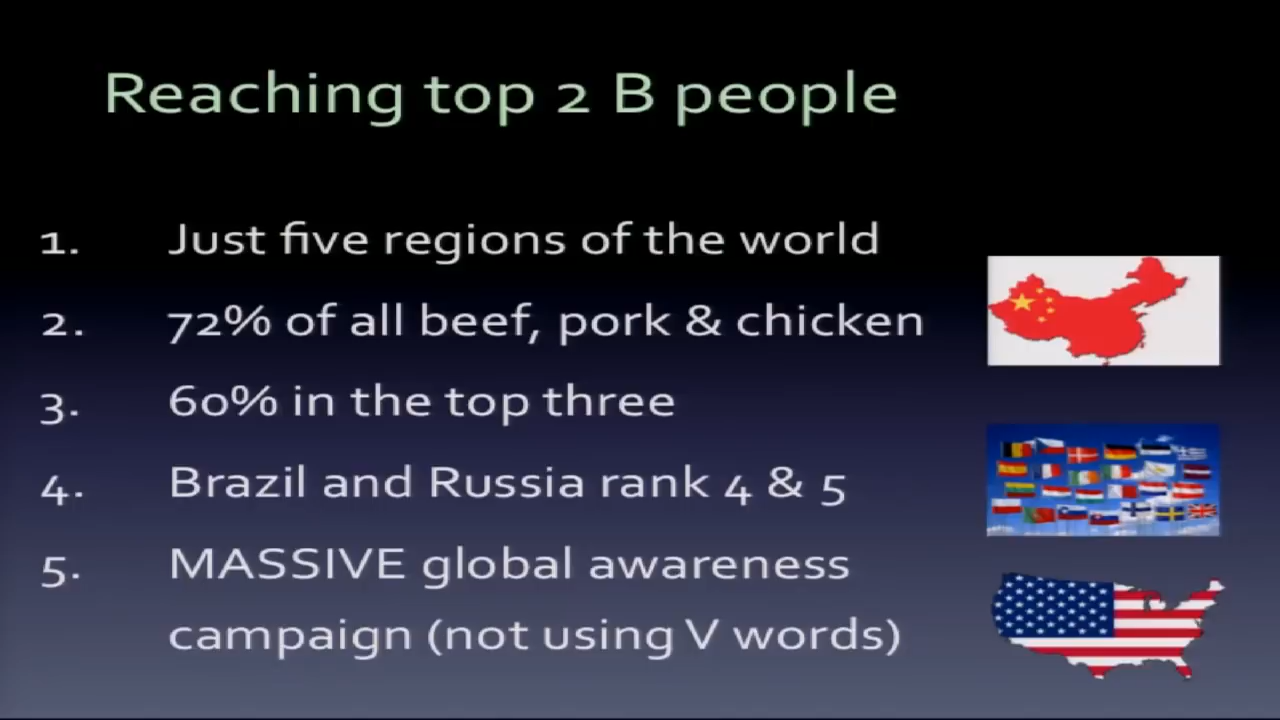 Reaching top 2 B people
1. Just five regions of the world
2. 72% of all beef, pork & chicken
3. 60% in the top three
4. Brazil and Russia rank 4 & 5
5. MASSIVE global awareness
campaign (not using V words)